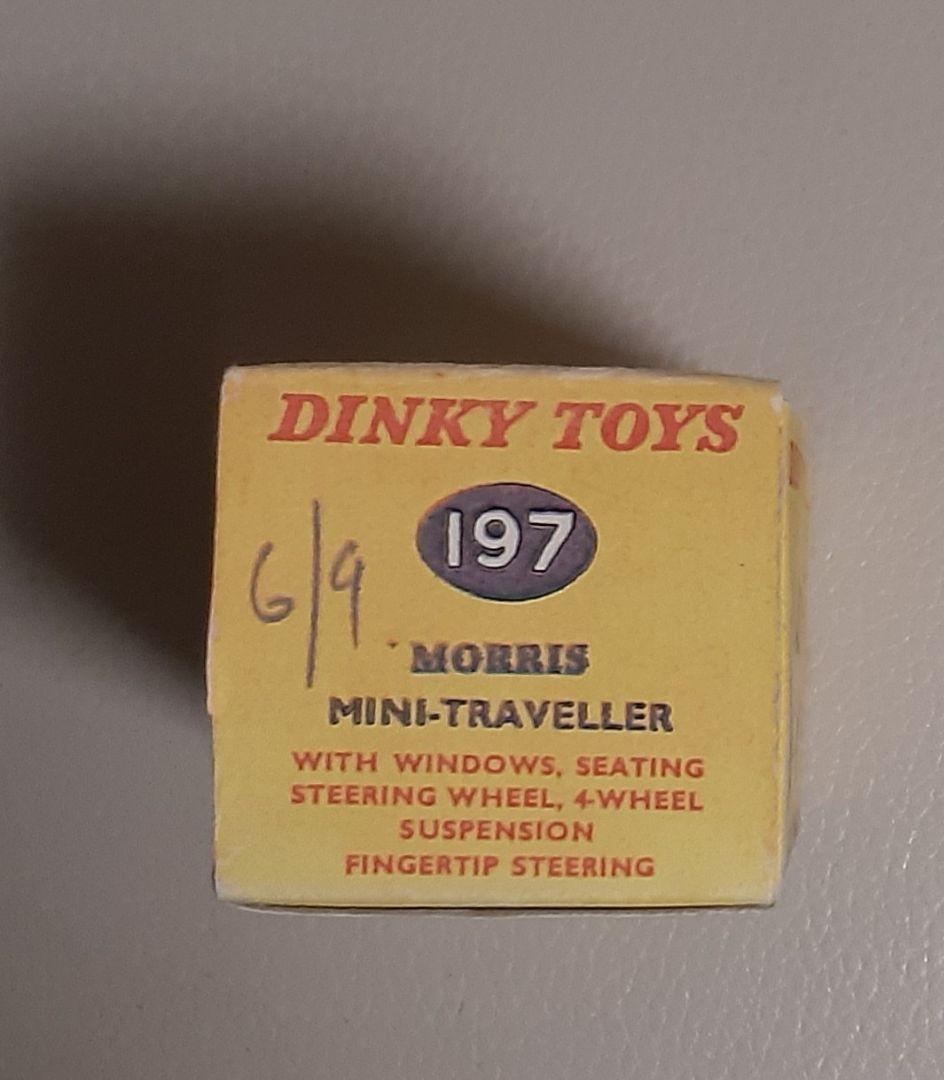 DINKY TOYS
197
6/9
MORRIS
MINI-TRAVELLER
WITH WINDOWS, SEATING
STEERING WHEEL, 4-WHEEL
SUSPENSION
FINGERTIP STEERING